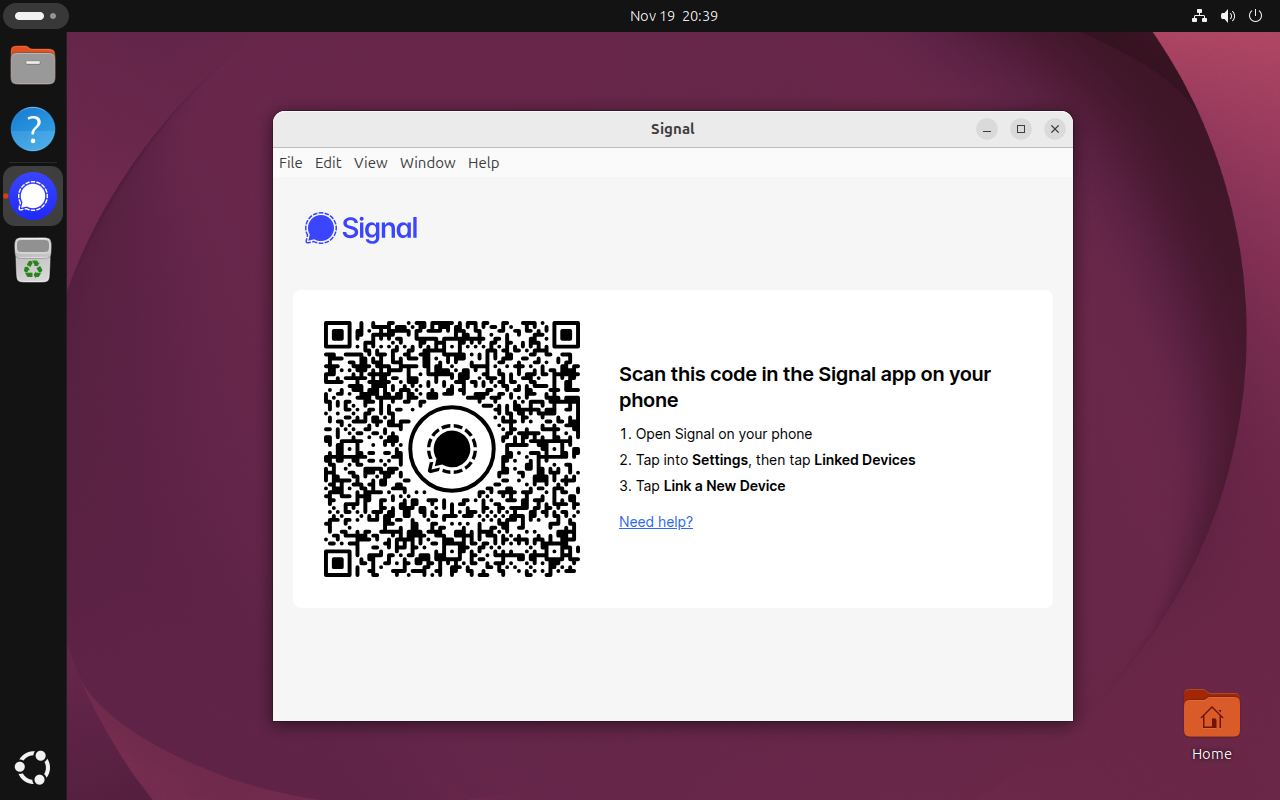 Nov 19 20:39
Signal
File Edit View Window Help
Signal
Scan this code in the Signal app on your
phone
1. Open Signal on your phone
2. Tap into Settings, then tap Linked Devices
3. Tap Link a New Device
Need help?
Home